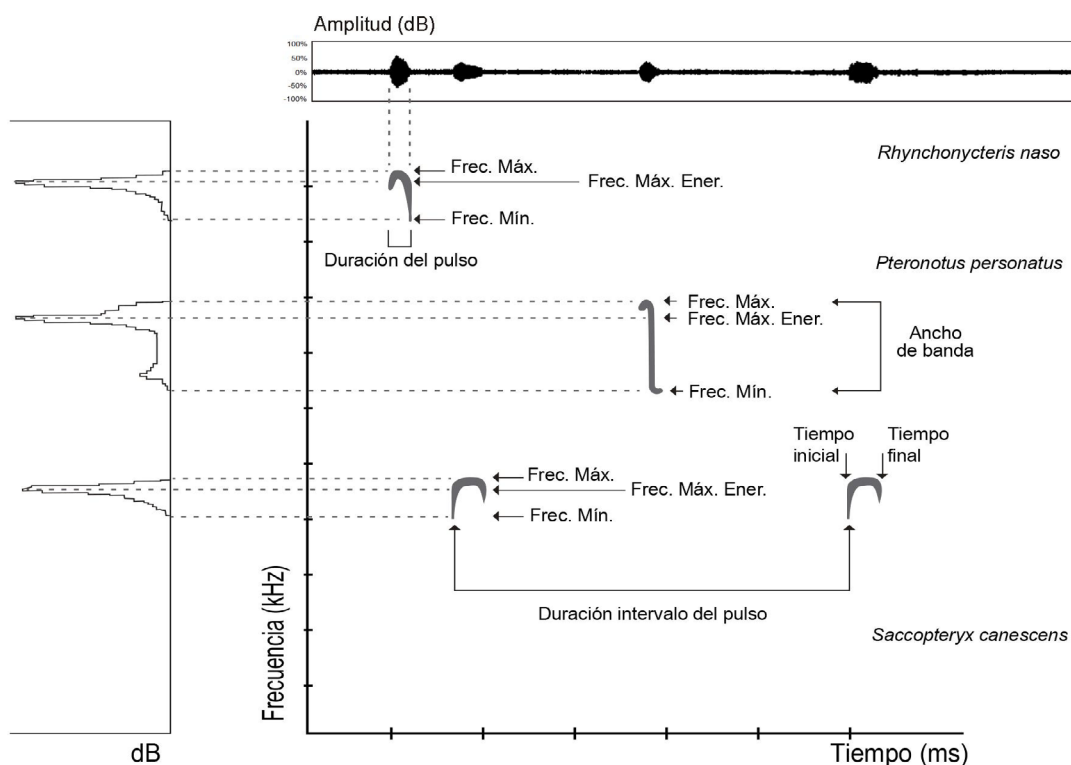 Amplitud (dB)
100%
50%
0%
-50%
-100%
Rhynchonycteris naso
Frec. Máx.
Frec. Máx. Ener.
Frec. Mín.
Duración del pulso
Pteronotus personatus
Frec. Máx.
Frec. Máx. Ener.
Ancho
de banda
Frec. Mín.
Tiempo
inicial
Tiempo
final
Frec. Máx.
Frec. Máx. Ener.
Frec. Mín.
Duración intervalo del pulso
Saccopteryx canescens
Frecuencia (kHz)
dB
Tiempo (ms)